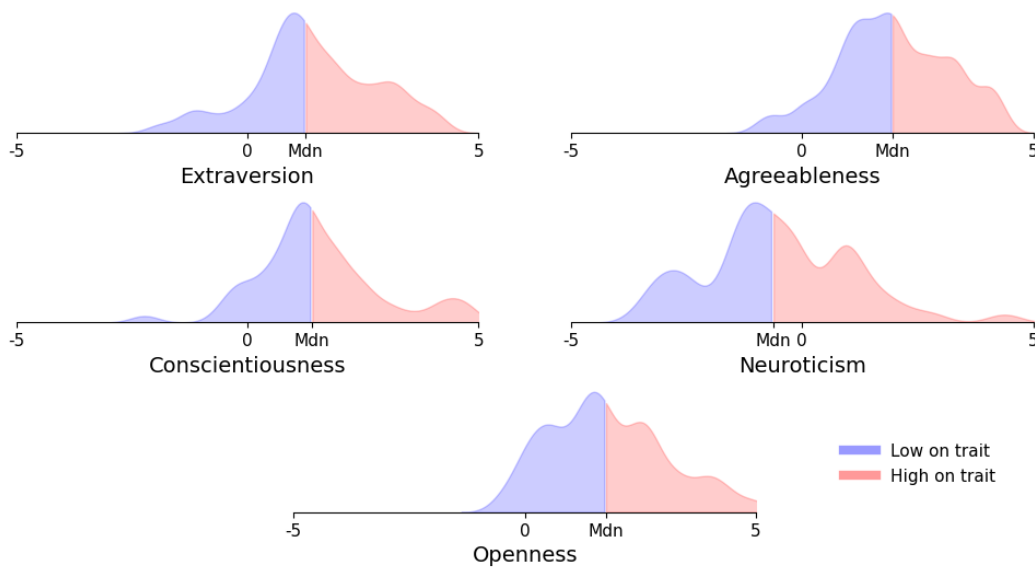 -5 0 Mdn 5
Extraversion
-5 0 Mdn 5
Agreeableness
-5 0 Mdn 5
Conscientiousness
-5 Mdn 0 5
Neuroticism
-5 0 Mdn 5
Openness
Low on trait
High on trait